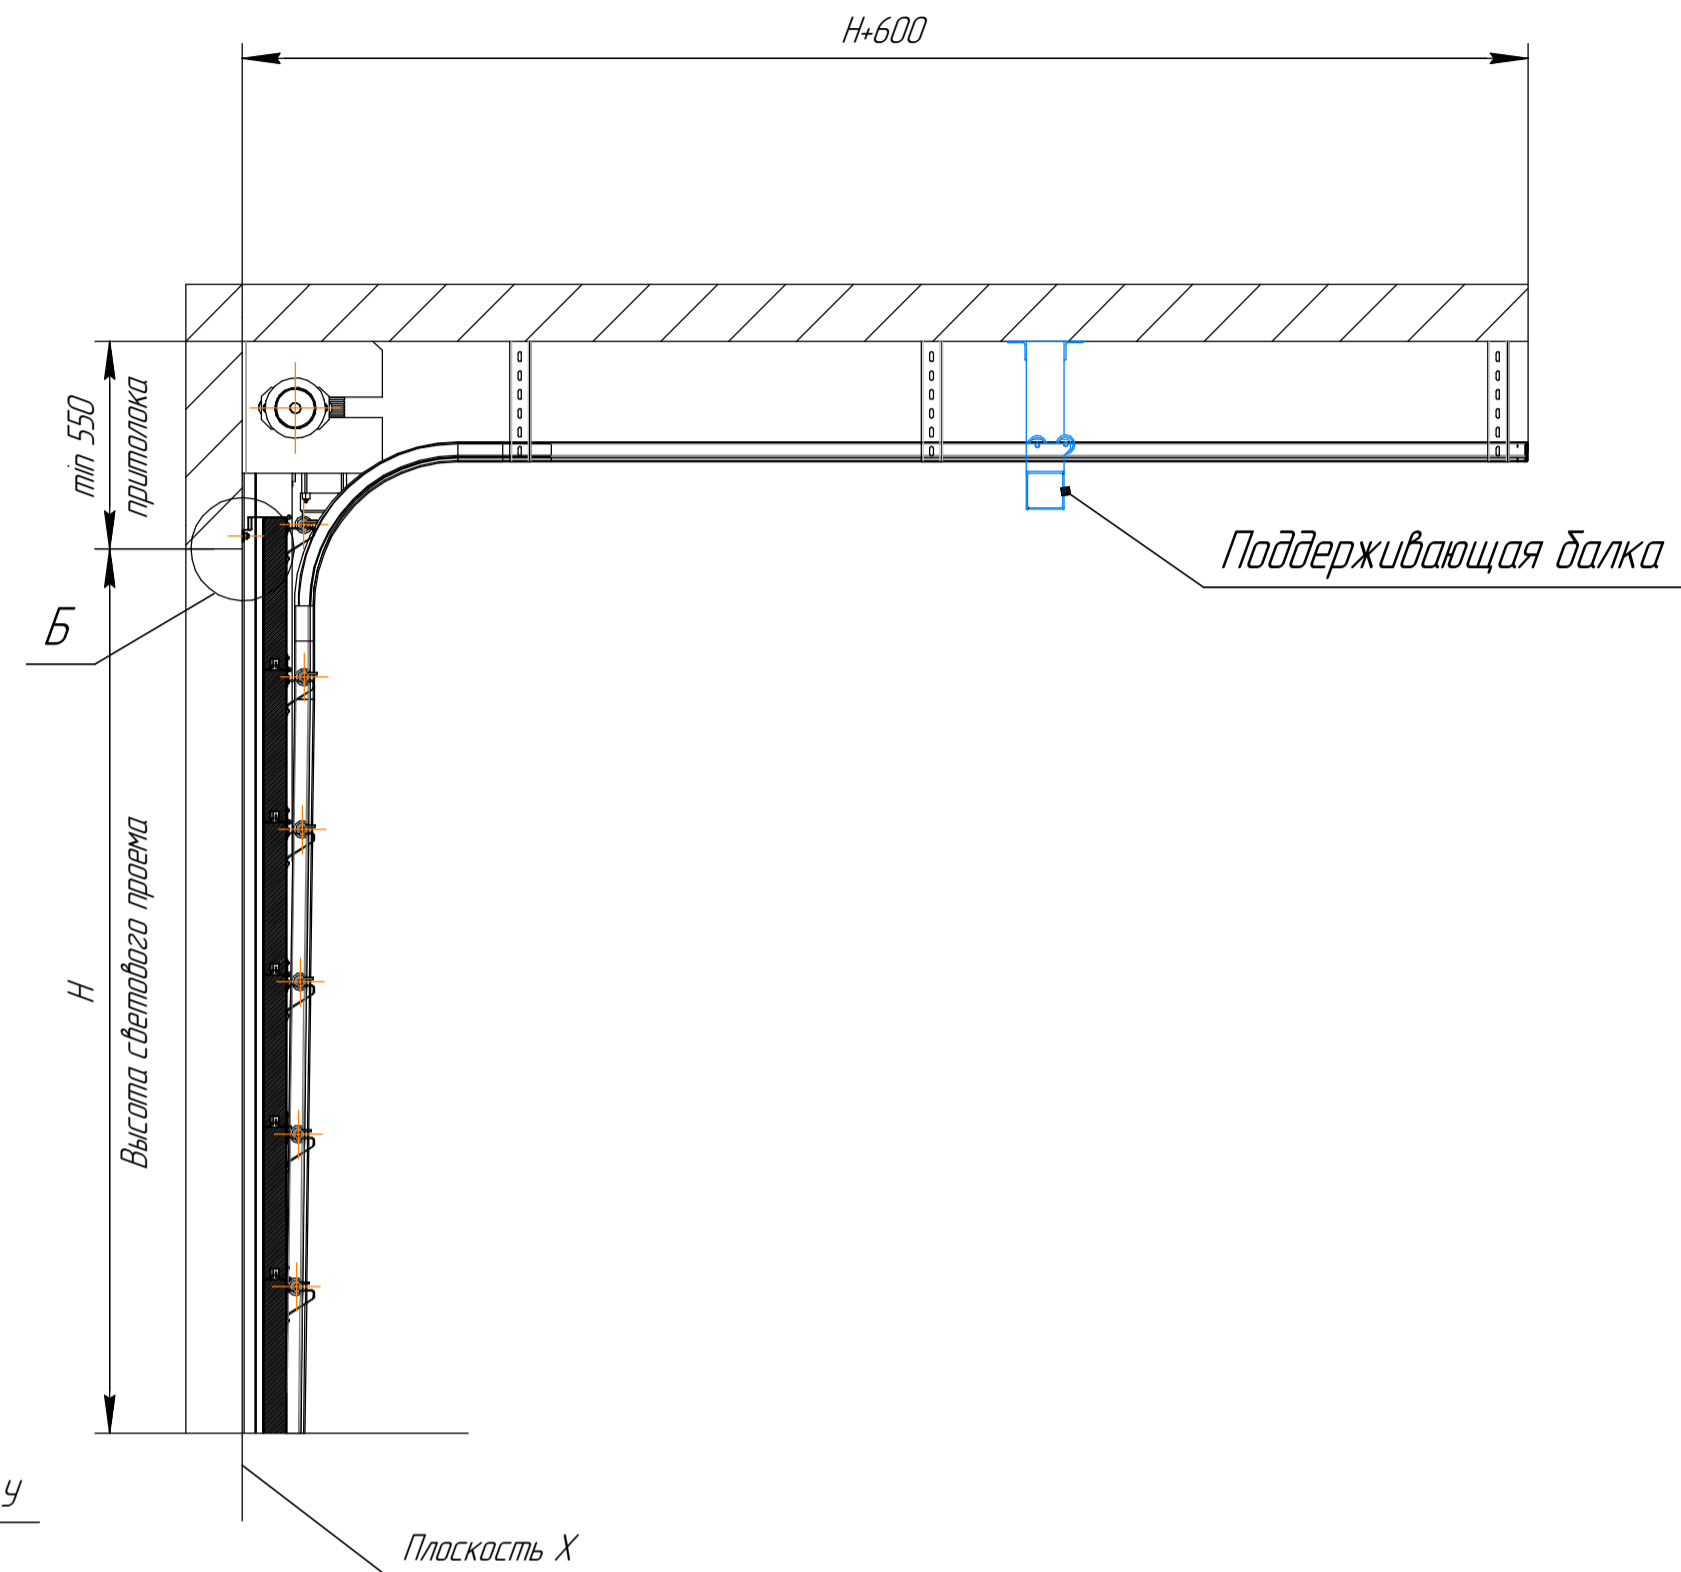 H+600
min 550
притолока
Поддерживающая балка
Б
H
Высота светового проема
У
Плоскость X